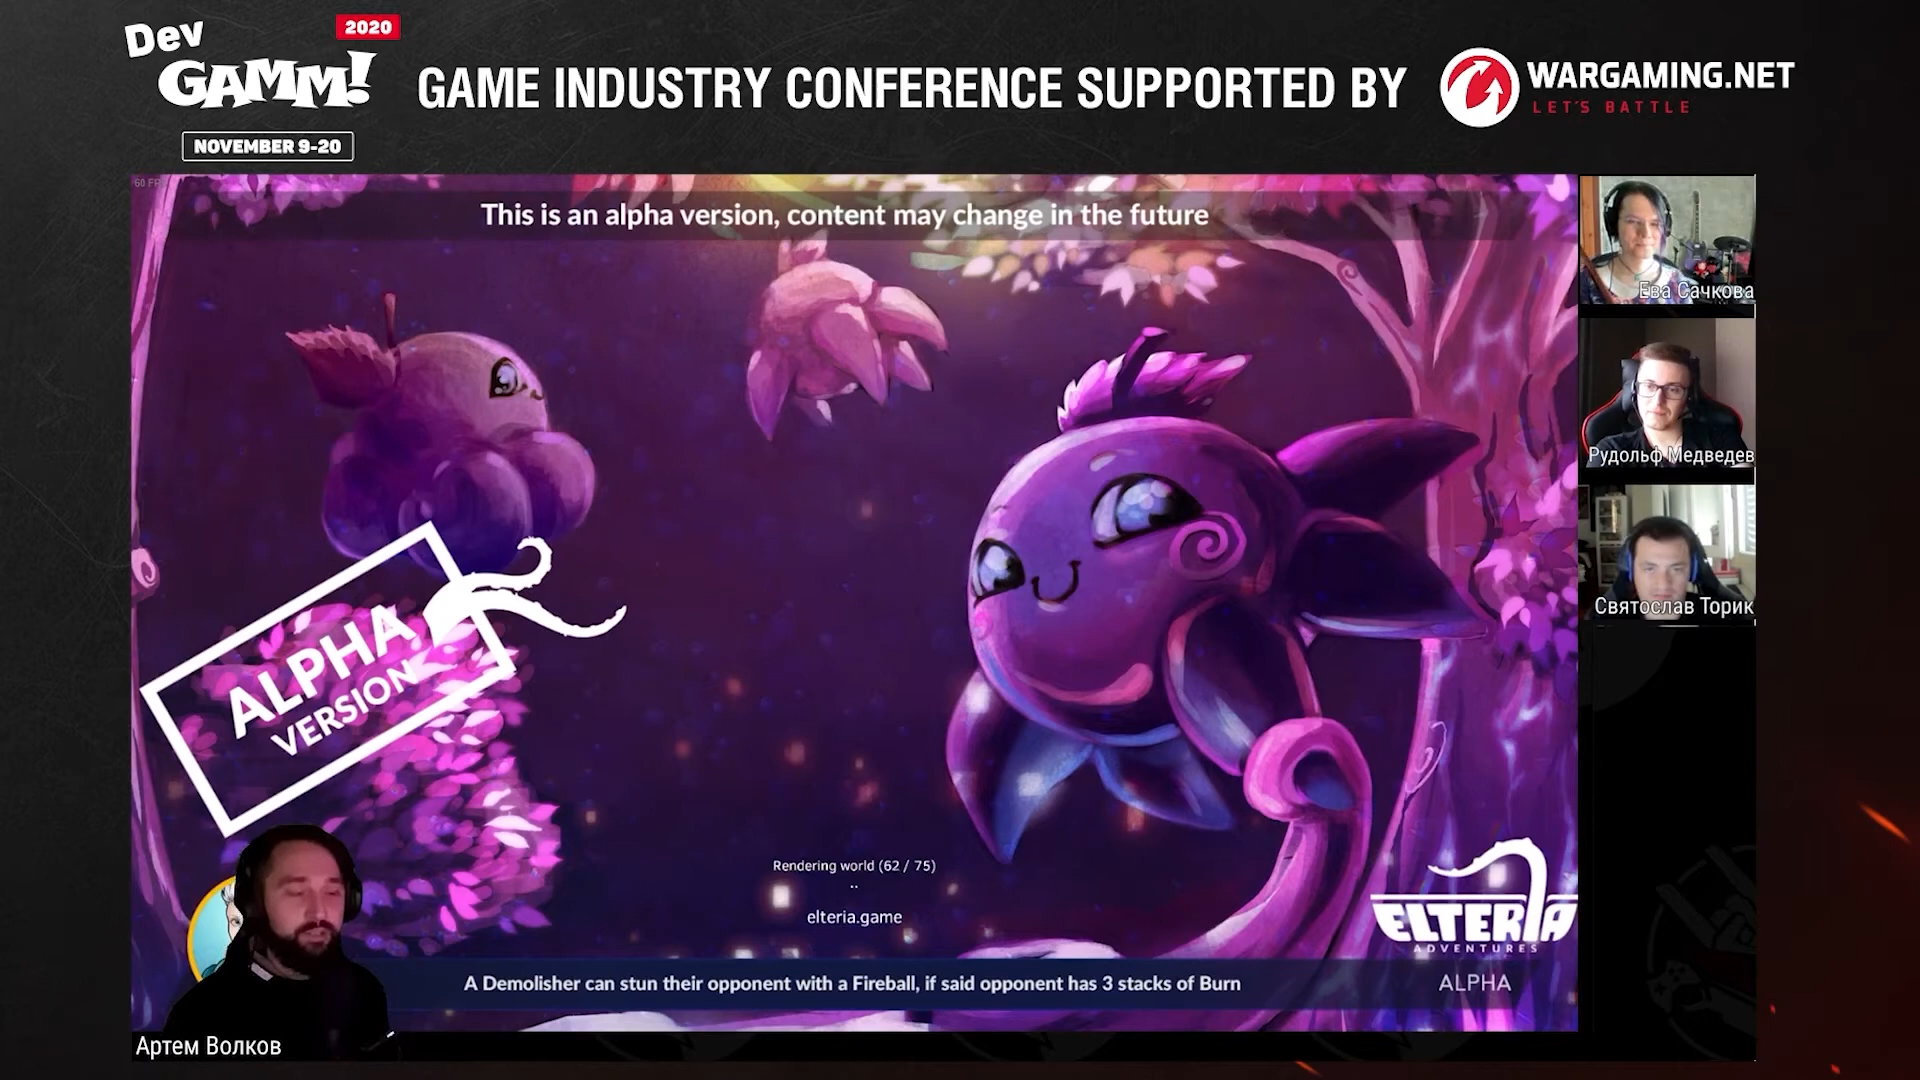 Dev
GAMM!
2020
NOVEMBER 9-20
GAME INDUSTRY CONFERENCE SUPPORTED BY
WARGAMING.NET
LET'S BATTLE
60 FPS
This is an alpha version, content may change in the future
Ева Сачкова
Рудольф Медведев
Святослав Торик
ALPHA
VERSION
Rendering world (62 / 75)
..
elteria.game
ELTERIA
ADVENTURES
ALPHA
A Demolisher can stun their opponent with a Fireball, if said opponent has 3 stacks of Burn
Артем Волков